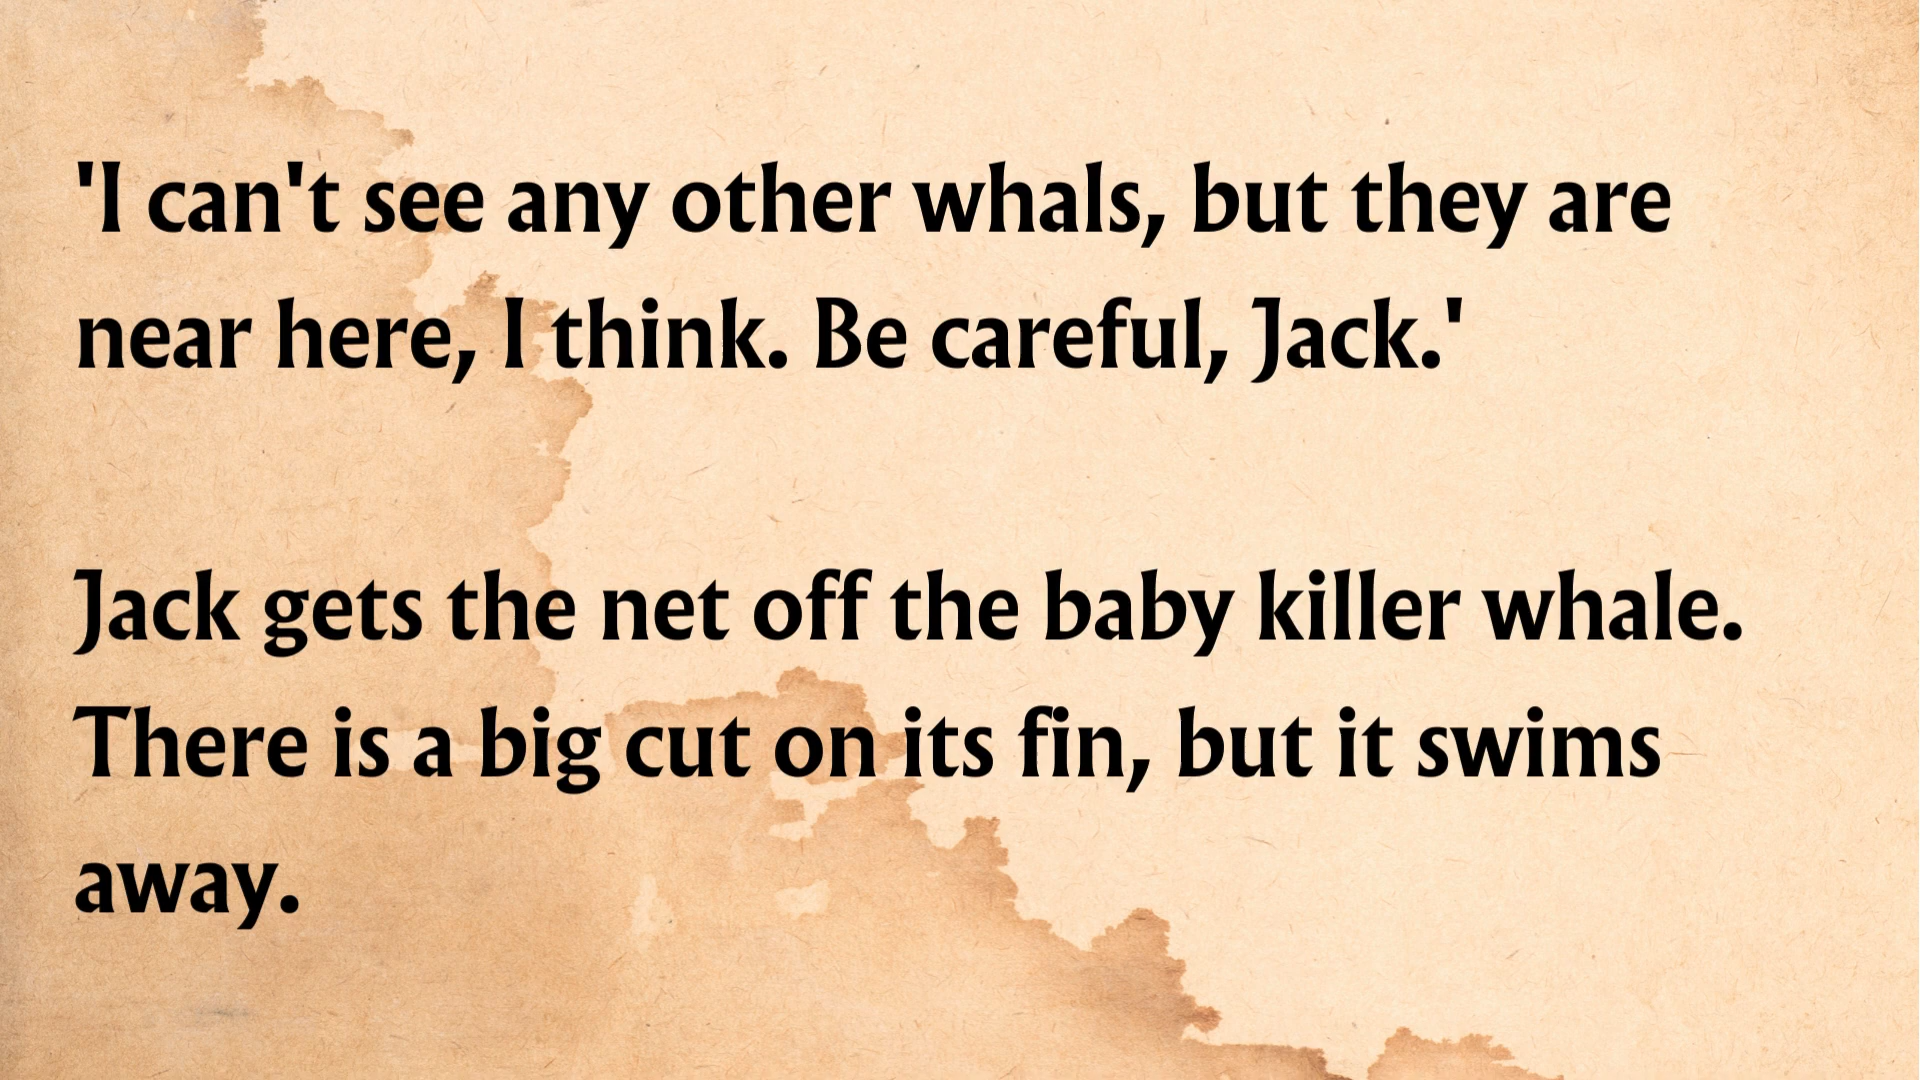 'I can't see any other whals, but they are
near here, I think. Be careful, Jack.'
Jack gets the net off the baby killer whale.
There is a big cut on its fin, but it swims
away.